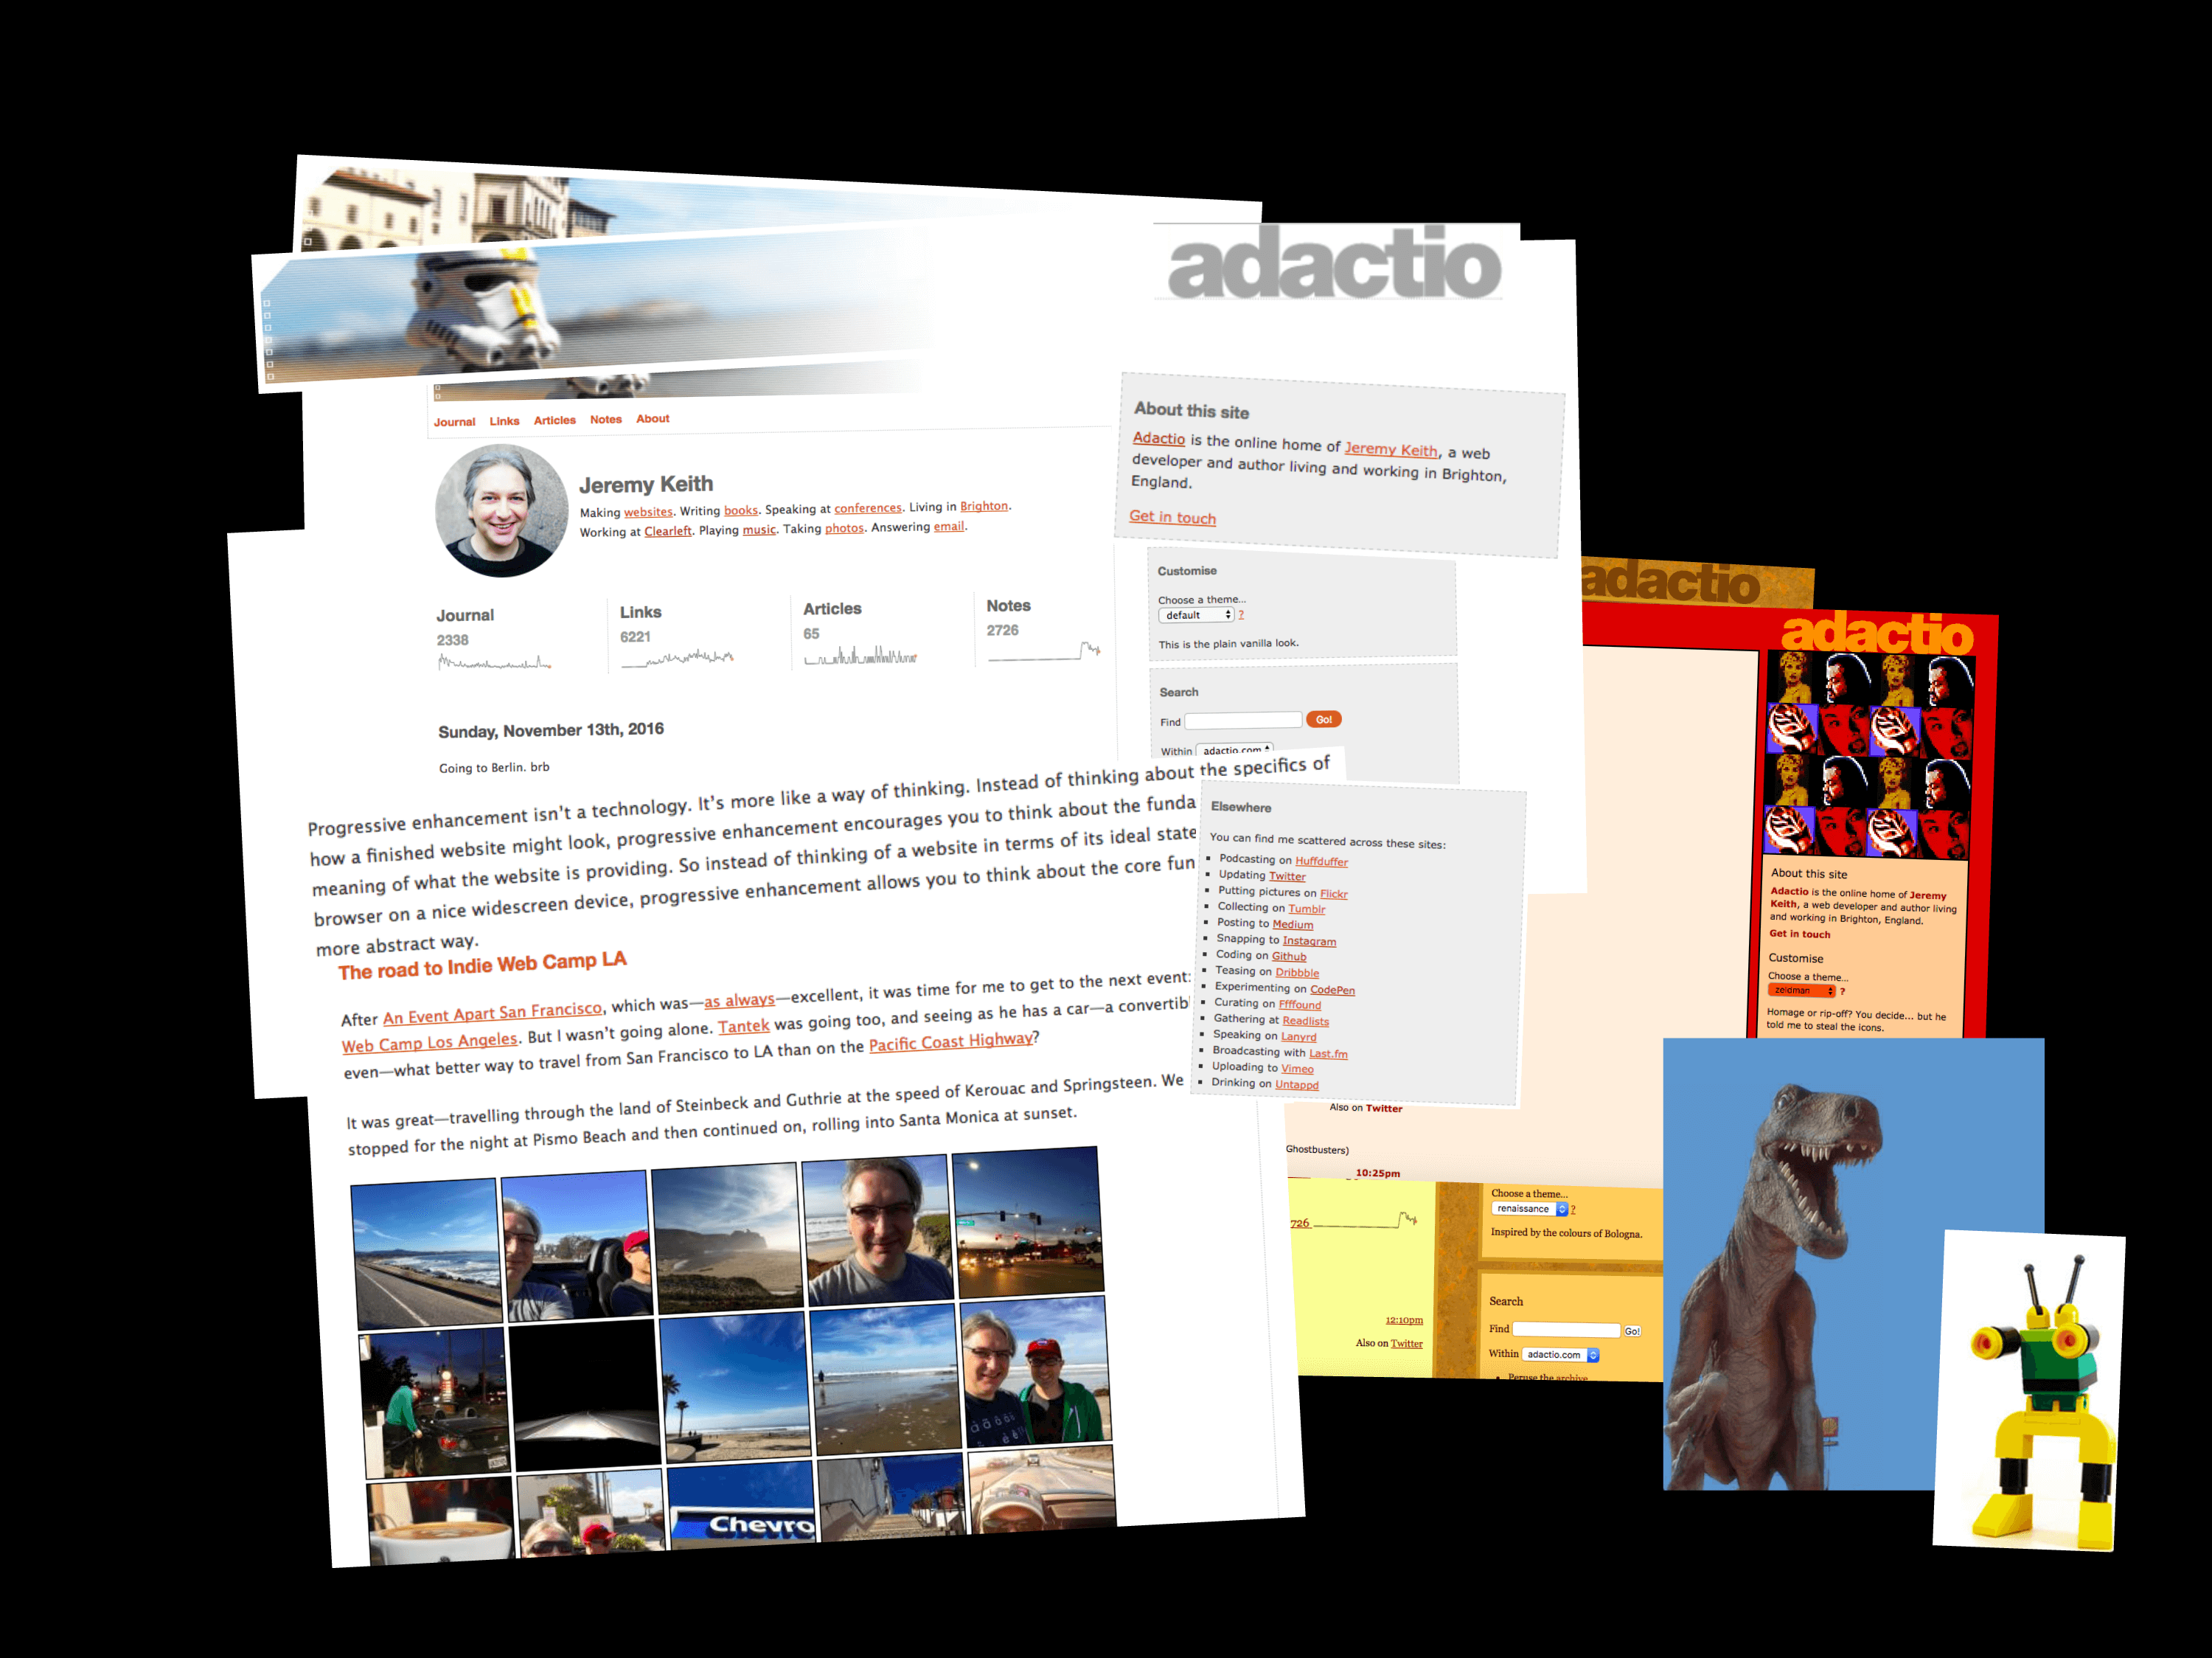 adactio
Journal Links Articles Notes About
Jeremy Keith
Making websites. Writing books. Speaking at conferences. Living in Brighton.
Working at Clearleft. Playing music. Taking photos. Answering email.
Journal
2338
Links
6221
Articles
65
Notes
2726
Sunday, November 13th, 2016
Going to Berlin. brb
Progressive enhancement isn't a technology. It's more like a way of thinking. Instead of thinking about the specifics of
how a finished website might look, progressive enhancement encourages you to think about the funda
meaning of what the website is providing. So instead of thinking of a website in terms of its ideal state
browser on a nice widescreen device, progressive enhancement allows you to think about the core fun
more abstract way.
The road to Indie Web Camp LA
After An Event Apart San Francisco, which was—as always—excellent, it was time for me to get to the next event:
Web Camp Los Angeles. But I wasn't going alone. Tantek was going too, and seeing as he has a car—a convertib
even—what better way to travel from San Francisco to LA than on the Pacific Coast Highway?
It was great—travelling through the land of Steinbeck and Guthrie at the speed of Kerouac and Springsteen. We
stopped for the night at Pismo Beach and then continued on, rolling into Santa Monica at sunset.
Chevro
About this site
Adactio is the online home of Jeremy Keith, a web
developer and author living and working in Brighton,
England.
Get in touch
Customise
Choose a theme...
default ?
This is the plain vanilla look.
Search
Find Go!
Within adactio.com
Elsewhere
You can find me scattered across these sites:
Podcasting on Huffduffer
Updating Twitter
Putting pictures on Flickr
Collecting on Tumblr
Posting to Medium
Snapping to Instagram
Coding on Github
Teasing on Dribbble
Experimenting on CodePen
Curating on Ffffound
Gathering at Readlists
Speaking on Lanyrd
Broadcasting with Last.fm
Uploading to Vimeo
Drinking on Untappd
adactio
adactio
About this site
Adactio is the online home of Jeremy
Keith, a web developer and author living
and working in Brighton, England.
Get in touch
Customise
Choose a theme...
zeldman ?
Homage or rip-off? You decide... but he
told me to steal the icons.
Also on Twitter
Ghostbusters)
10:25pm
726
12:10pm
Also on Twitter
Choose a theme...
renaissance ?
Inspired by the colours of Bologna.
Search
Find Go!
Within adactio.com
Peruse the archive